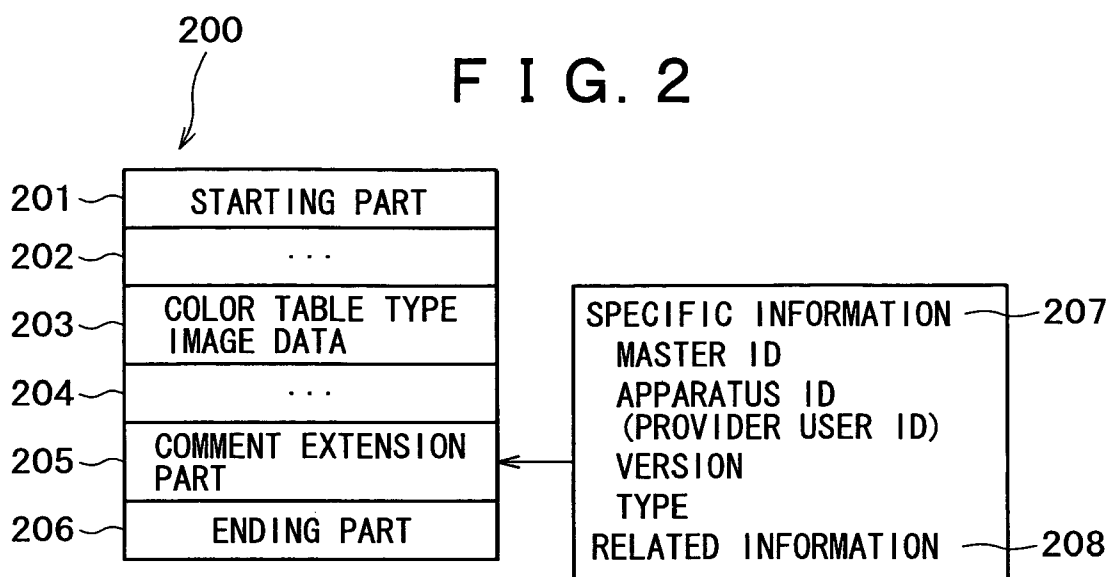 200
FIG. 2
201 STARTING PART
202 ...
203 COLOR TABLE TYPE
IMAGE DATA
204 ...
205 COMMENT EXTENSION
PART
206 ENDING PART
SPECIFIC INFORMATION 207
MASTER ID
APPARATUS ID
(PROVIDER USER ID)
VERSION
TYPE
RELATED INFORMATION 208